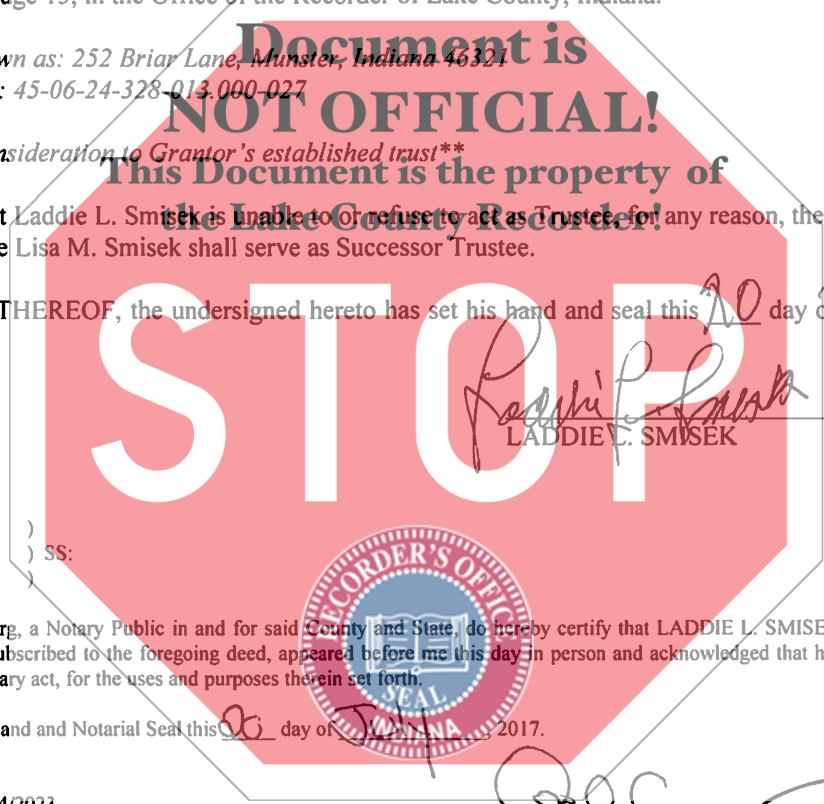 age 15, in the Office of the Recorder of Lake County, Indiana.
Document is
wn as: 252 Briar Lane, Munster, Indiana 46321
: 45-06-24-328-013.000-027
NOT OFFICIAL!
nsideration to Grantor's established trust**
This Document is the property of
the Lake County Recorder!
t Laddie L. Smisek is unable to or refuse to act as Trustee, for any reason, the
e Lisa M. Smisek shall serve as Successor Trustee.
THEREOF, the undersigned hereto has set his hand and seal this 20 day o
STOP
Laddie L. Smisek
LADDIE L. SMISEK
)
) SS:
)
RECORDER'S OFFICE
SEAL
INDIANA
rg, a Notary Public in and for said County and State, do hereby certify that LADDIE L. SMISE
ubscribed to the foregoing deed, appeared before me this day in person and acknowledged that h
ary act, for the uses and purposes therein set forth.
and and Notarial Seal this 20 day of July, 2017.